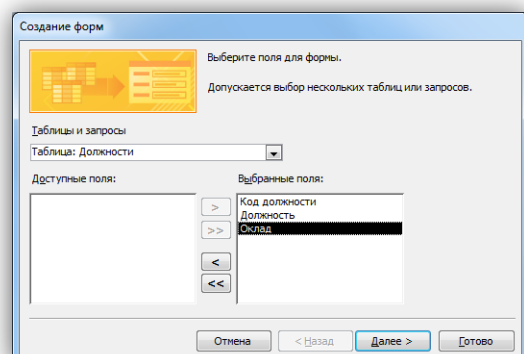 Создание форм
Выберите поля для формы.
Допускается выбор нескольких таблиц или запросов.
Таблицы и запросы
Таблица: Должности
Доступные поля:
Выбранные поля:
Код должности
Должность
Оклад
>
>>
<
<<
Отмена
< Назад
Далее >
Готово